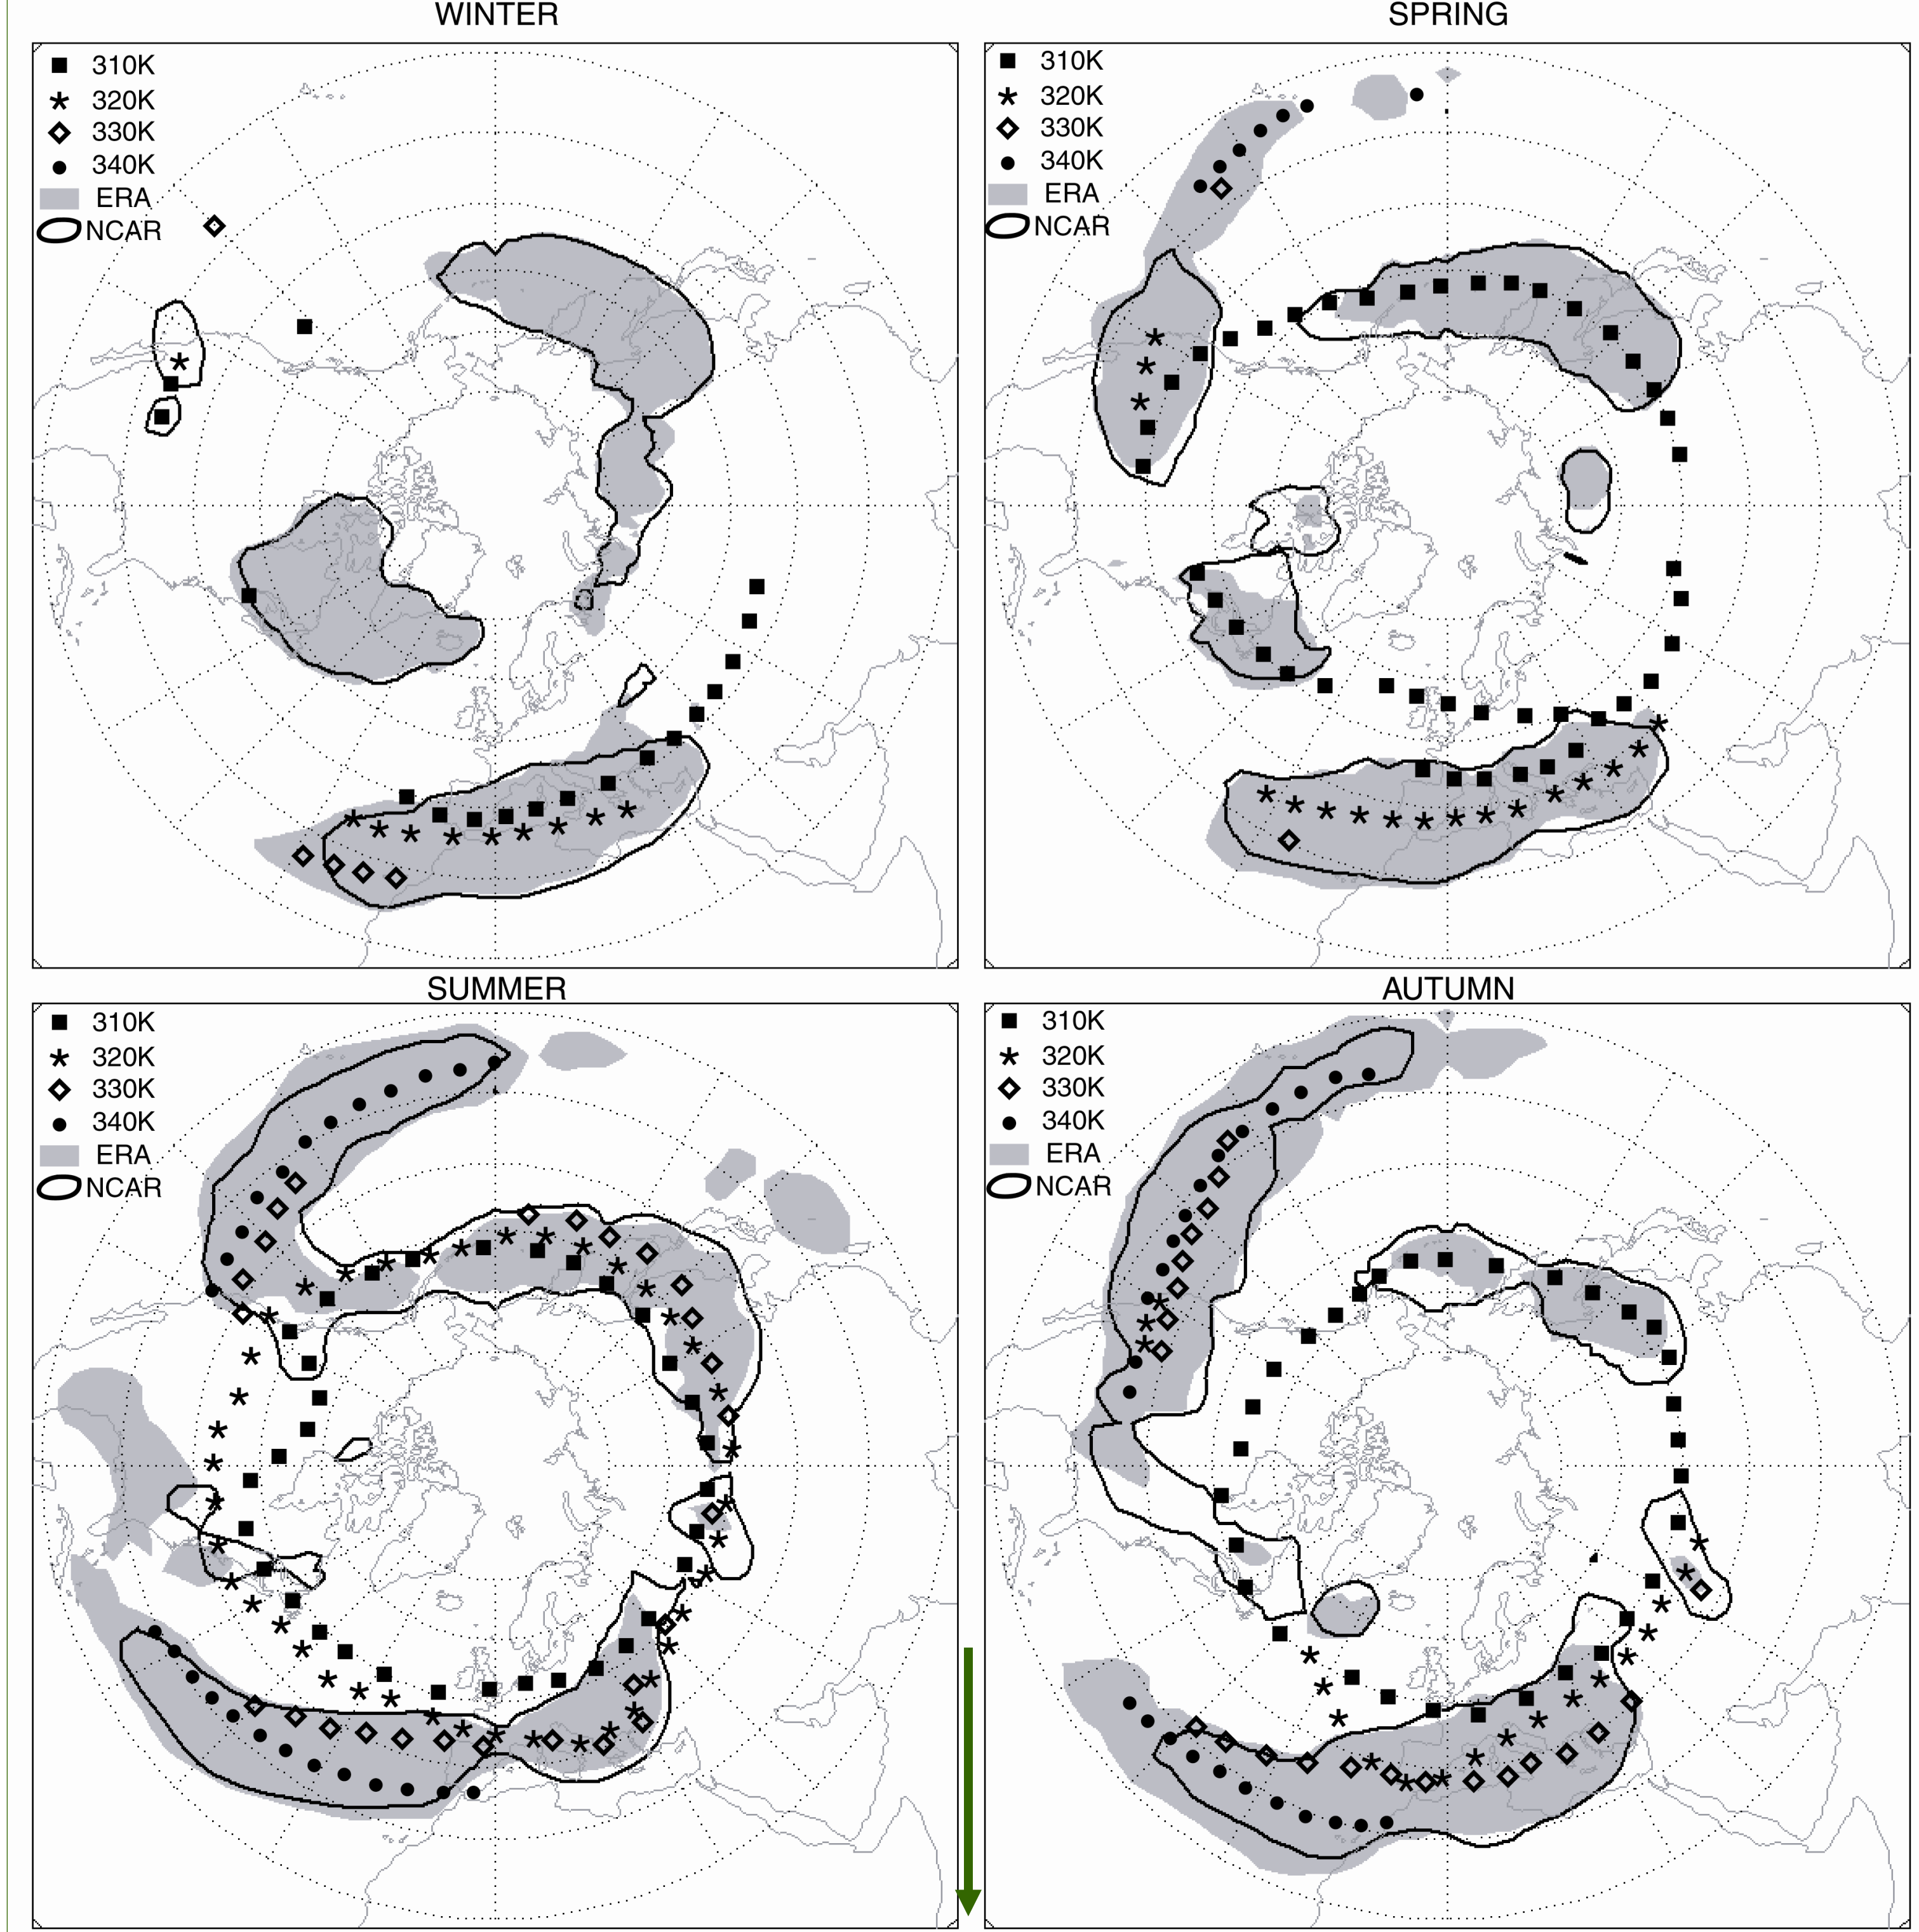 WINTER
310K
320K
330K
340K
ERA
NCAR
SPRING
310K
320K
330K
340K
ERA
NCAR
SUMMER
310K
320K
330K
340K
ERA
NCAR
AUTUMN
310K
320K
330K
340K
ERA
NCAR